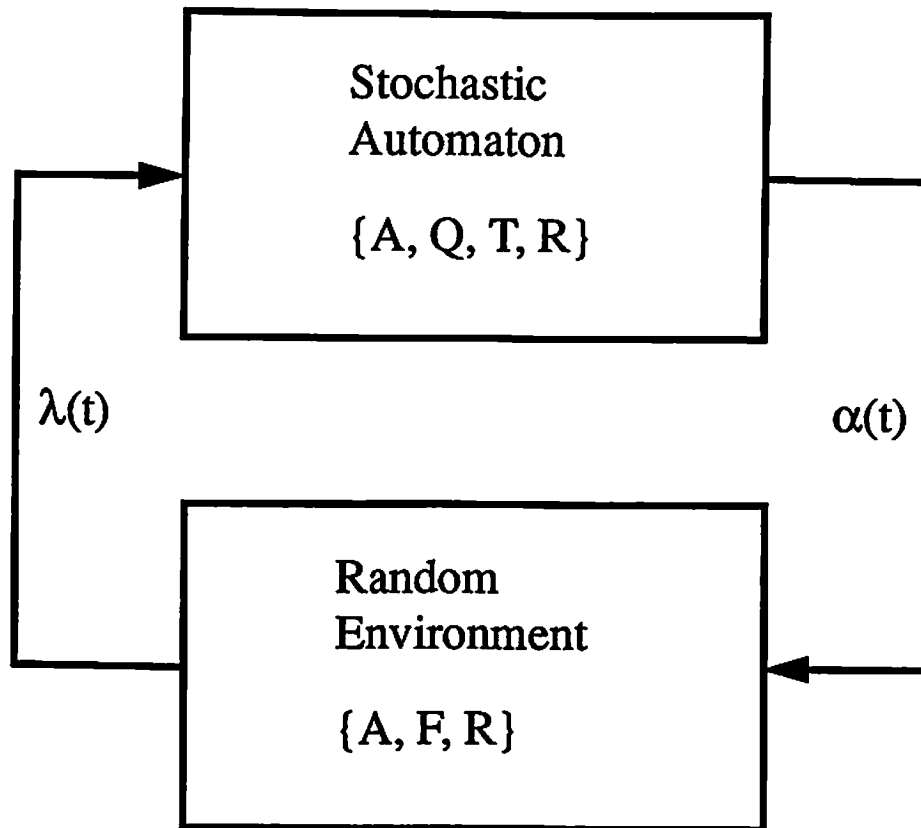 Stochastic
Automaton
{A, Q, T, R}
λ(t)
α(t)
Random
Environment
{A, F, R}